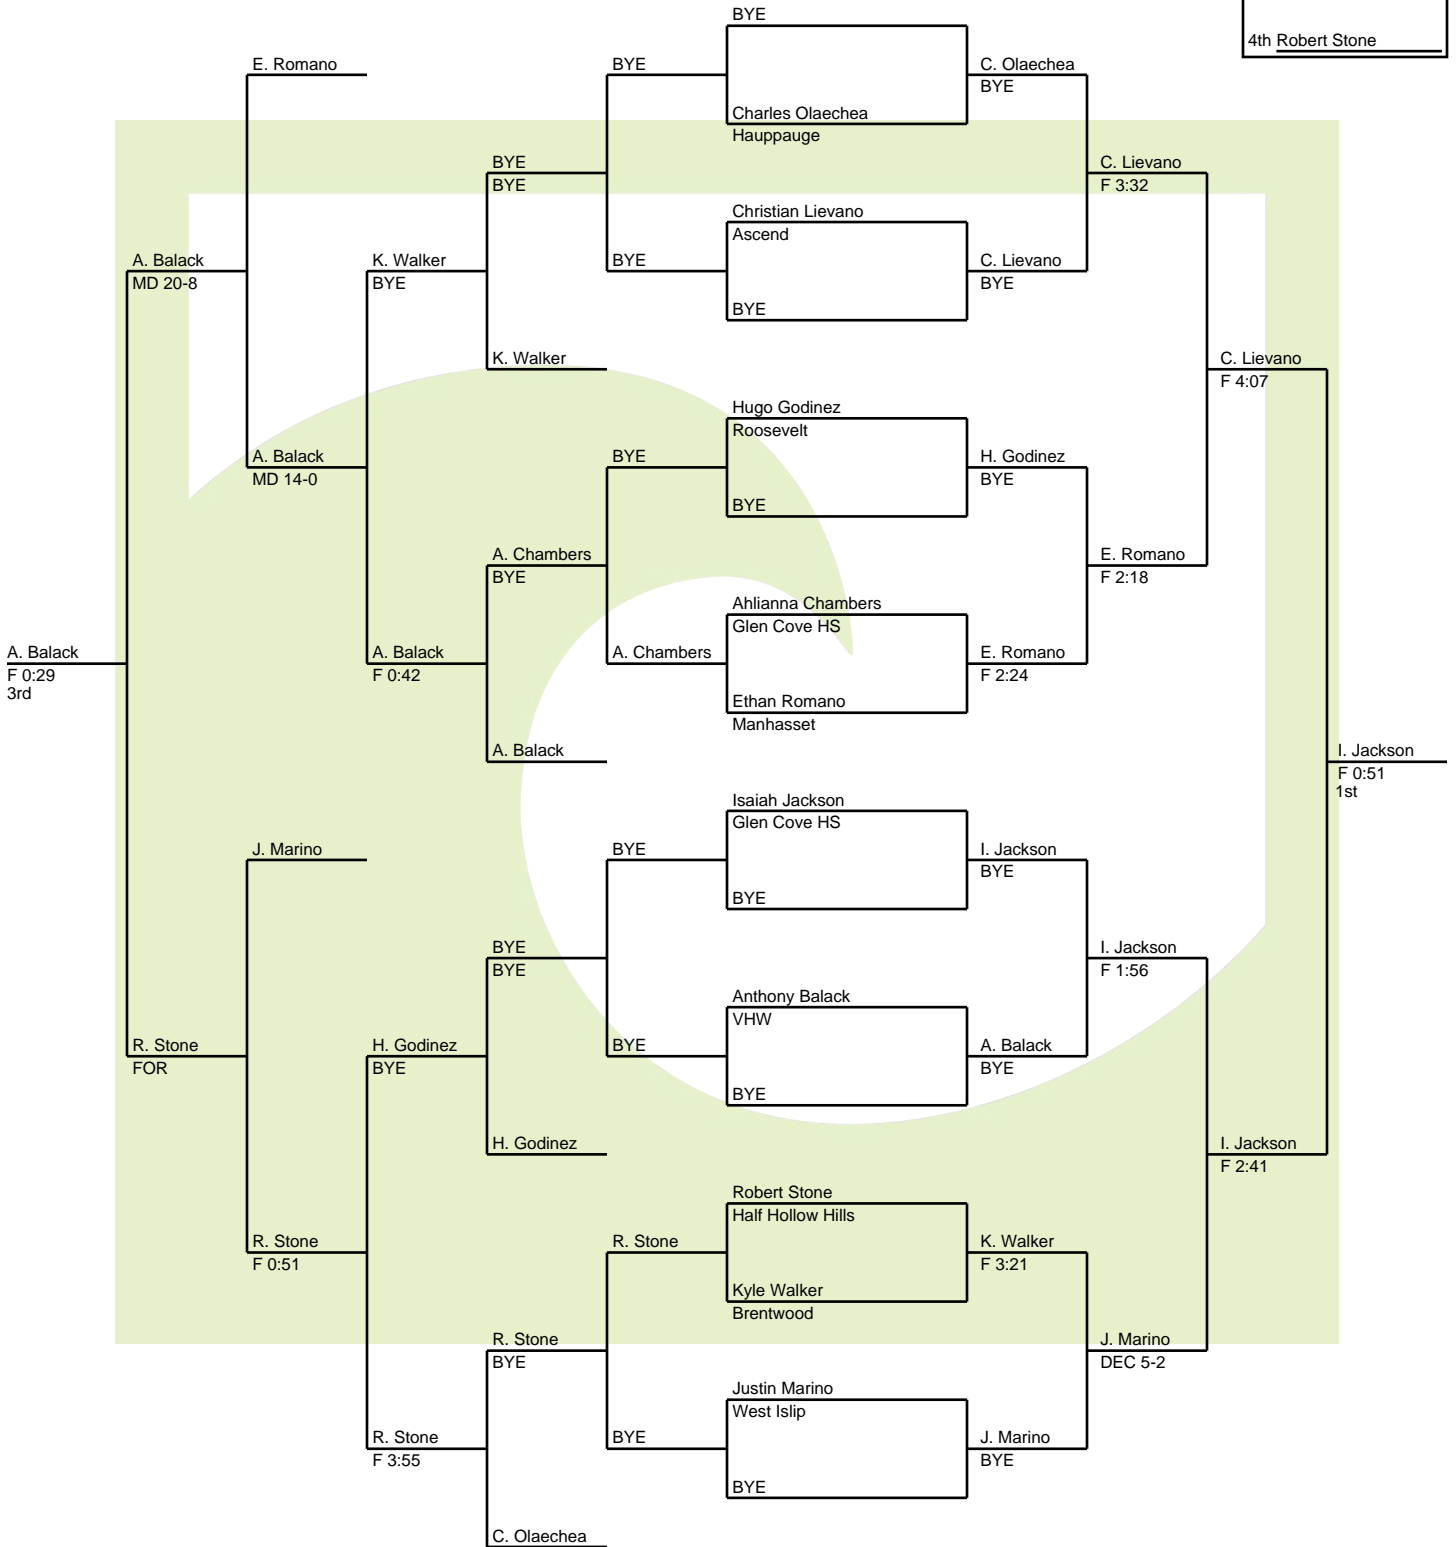 BYE
4th Robert Stone
E. Romano
BYE
C. Olaechea
BYE
Charles Olaechea
Hauppauge
BYE
BYE
C. Lievano
F 3:32
Christian Lievano
Ascend
A. Balack
MD 20-8
K. Walker
BYE
BYE
C. Lievano
BYE
BYE
K. Walker
C. Lievano
F 4:07
Hugo Godinez
Roosevelt
A. Balack
MD 14-0
BYE
H. Godinez
BYE
BYE
A. Chambers
BYE
E. Romano
F 2:18
Ahlianna Chambers
Glen Cove HS
A. Balack
F 0:29
3rd
A. Balack
F 0:42
A. Chambers
E. Romano
F 2:24
Ethan Romano
Manhasset
A. Balack
I. Jackson
F 0:51
1st
Isaiah Jackson
Glen Cove HS
J. Marino
BYE
I. Jackson
BYE
BYE
BYE
BYE
I. Jackson
F 1:56
Anthony Balack
VHW
R. Stone
FOR
H. Godinez
BYE
BYE
A. Balack
BYE
BYE
H. Godinez
I. Jackson
F 2:41
Robert Stone
Half Hollow Hills
R. Stone
F 0:51
R. Stone
K. Walker
F 3:21
Kyle Walker
Brentwood
R. Stone
BYE
J. Marino
DEC 5-2
Justin Marino
West Islip
R. Stone
F 3:55
BYE
J. Marino
BYE
BYE
C. Olaechea